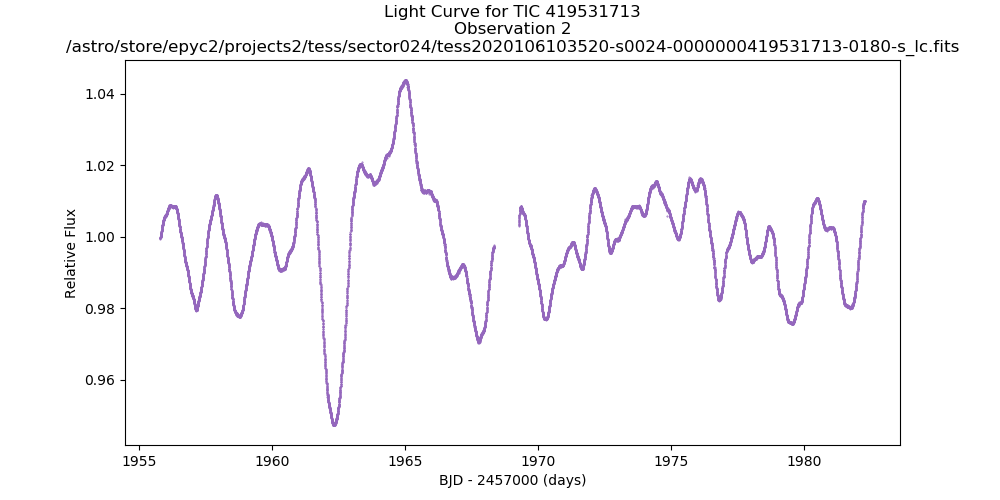 Light Curve for TIC 419531713
Observation 2
/astro/store/epyc2/projects2/tess/sector024/tess2020106103520-s0024-0000000419531713-0180-s_lc.fits
1.04
1.02
1.00
0.98
0.96
Relative Flux
1955
1960
1965
1970
1975
1980
BJD - 2457000 (days)